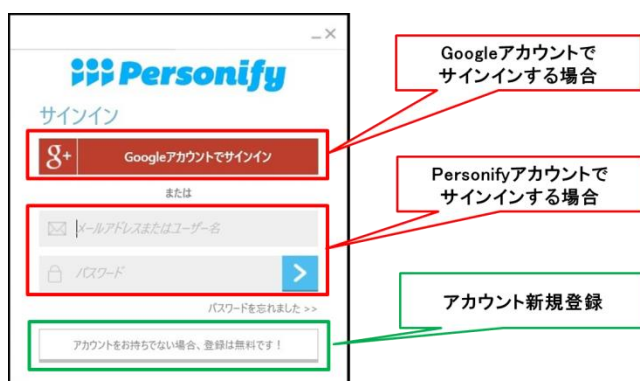 Personify
サインイン
g+ Googleアカウントでサインイン
または
メールアドレスまたはユーザー名
パスワード
パスワードを忘れました >>
アカウントをお持ちでない場合、登録は無料です！
Googleアカウントで
サインインする場合
Personifyアカウントで
サインインする場合
アカウント新規登録